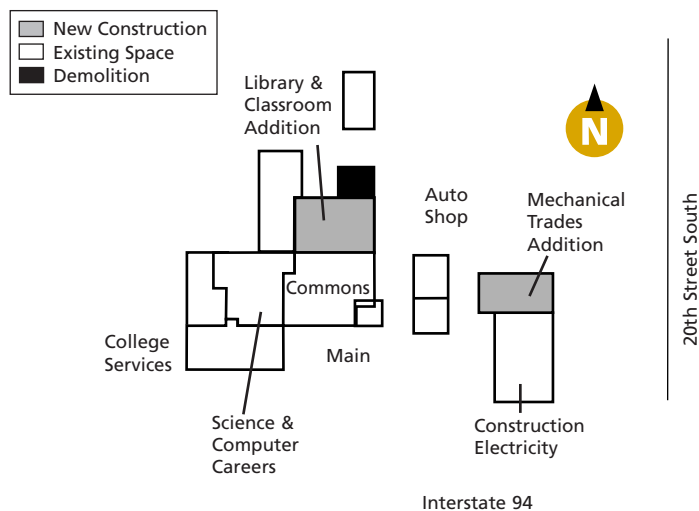 New Construction
Existing Space
Demolition
Library &
Classroom
Addition
N
Auto
Shop
Mechanical
Trades
Addition
20th Street South
Commons
College
Services
Main
Science &
Computer
Careers
Construction
Electricity
Interstate 94